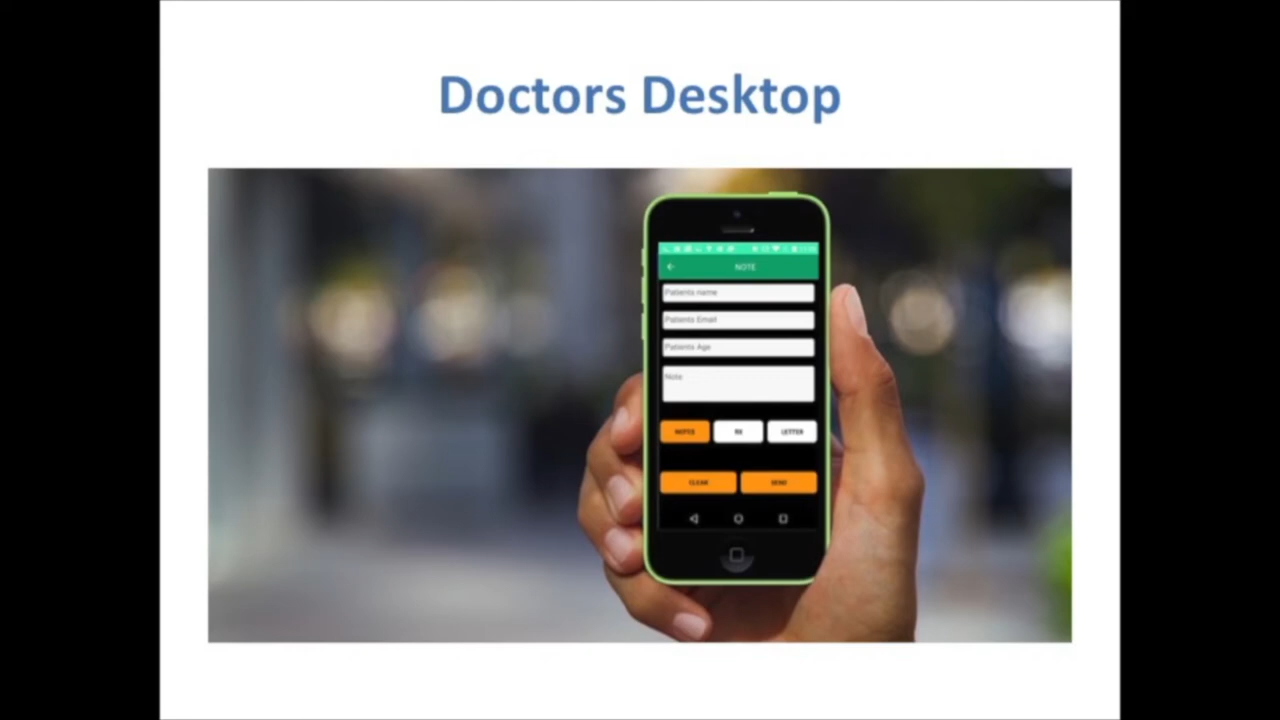 Doctors Desktop
NOTE
Patients name
Patients Email
Patients Age
Note
NOTES RX LETTER
CLEAR SEND